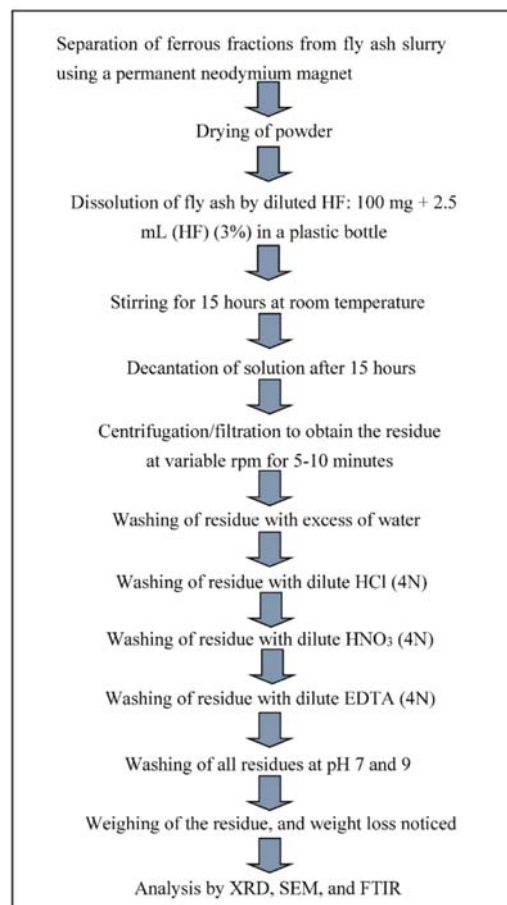 Separation of ferrous fractions from fly ash slurry
using a permanent neodymium magnet
Drying of powder
Dissolution of fly ash by diluted HF: 100 mg + 2.5
mL (HF) (3%) in a plastic bottle
Stirring for 15 hours at room temperature
Decantation of solution after 15 hours
Centrifugation/filtration to obtain the residue
at variable rpm for 5-10 minutes
Washing of residue with excess of water
Washing of residue with dilute HCl (4N)
Washing of residue with dilute HNO₃ (4N)
Washing of residue with dilute EDTA (4N)
Washing of all residues at pH 7 and 9
Weighing of the residue, and weight loss noticed
Analysis by XRD, SEM, and FTIR